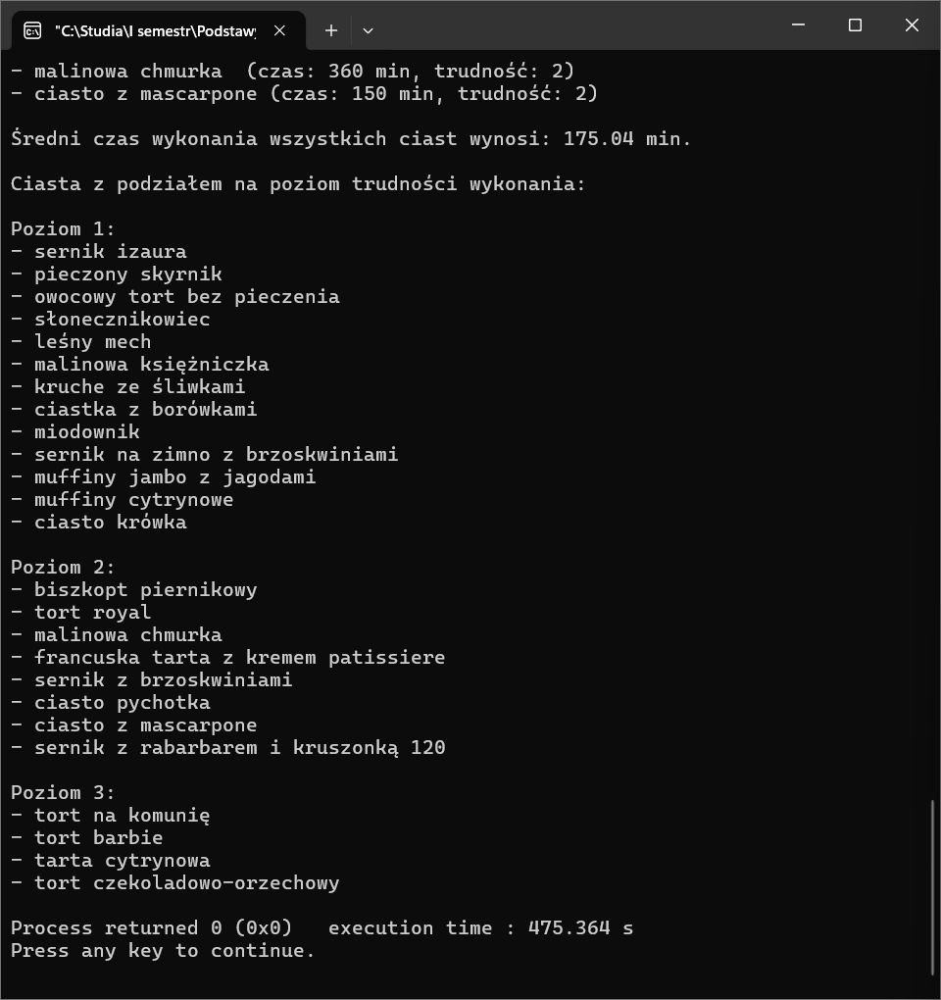 "C:\Studia\I semestr\Podstawy
- malinowa chmurka  (czas: 360 min, trudność: 2)
- ciasto z mascarpone (czas: 150 min, trudność: 2)
Średni czas wykonania wszystkich ciast wynosi: 175.04 min.
Ciasta z podziałem na poziom trudności wykonania:
Poziom 1:
- sernik izaura
- pieczony skyrnik
- owocowy tort bez pieczenia
- słonecznikowiec
- leśny mech
- malinowa księżniczka
- kruche ze śliwkami
- ciastka z borówkami
- miodownik
- sernik na zimno z brzoskwiniami
- muffiny jambo z jagodami
- muffiny cytrynowe
- ciasto krówka
Poziom 2:
- biszkopt piernikowy
- tort royal
- malinowa chmurka
- francuska tarta z kremem patissiere
- sernik z brzoskwiniami
- ciasto pychotka
- ciasto z mascarpone
- sernik z rabarbarem i kruszonką 120
Poziom 3:
- tort na komunię
- tort barbie
- tarta cytrynowa
- tort czekoladowo-orzechowy
Process returned 0 (0x0)   execution time : 475.364 s
Press any key to continue.